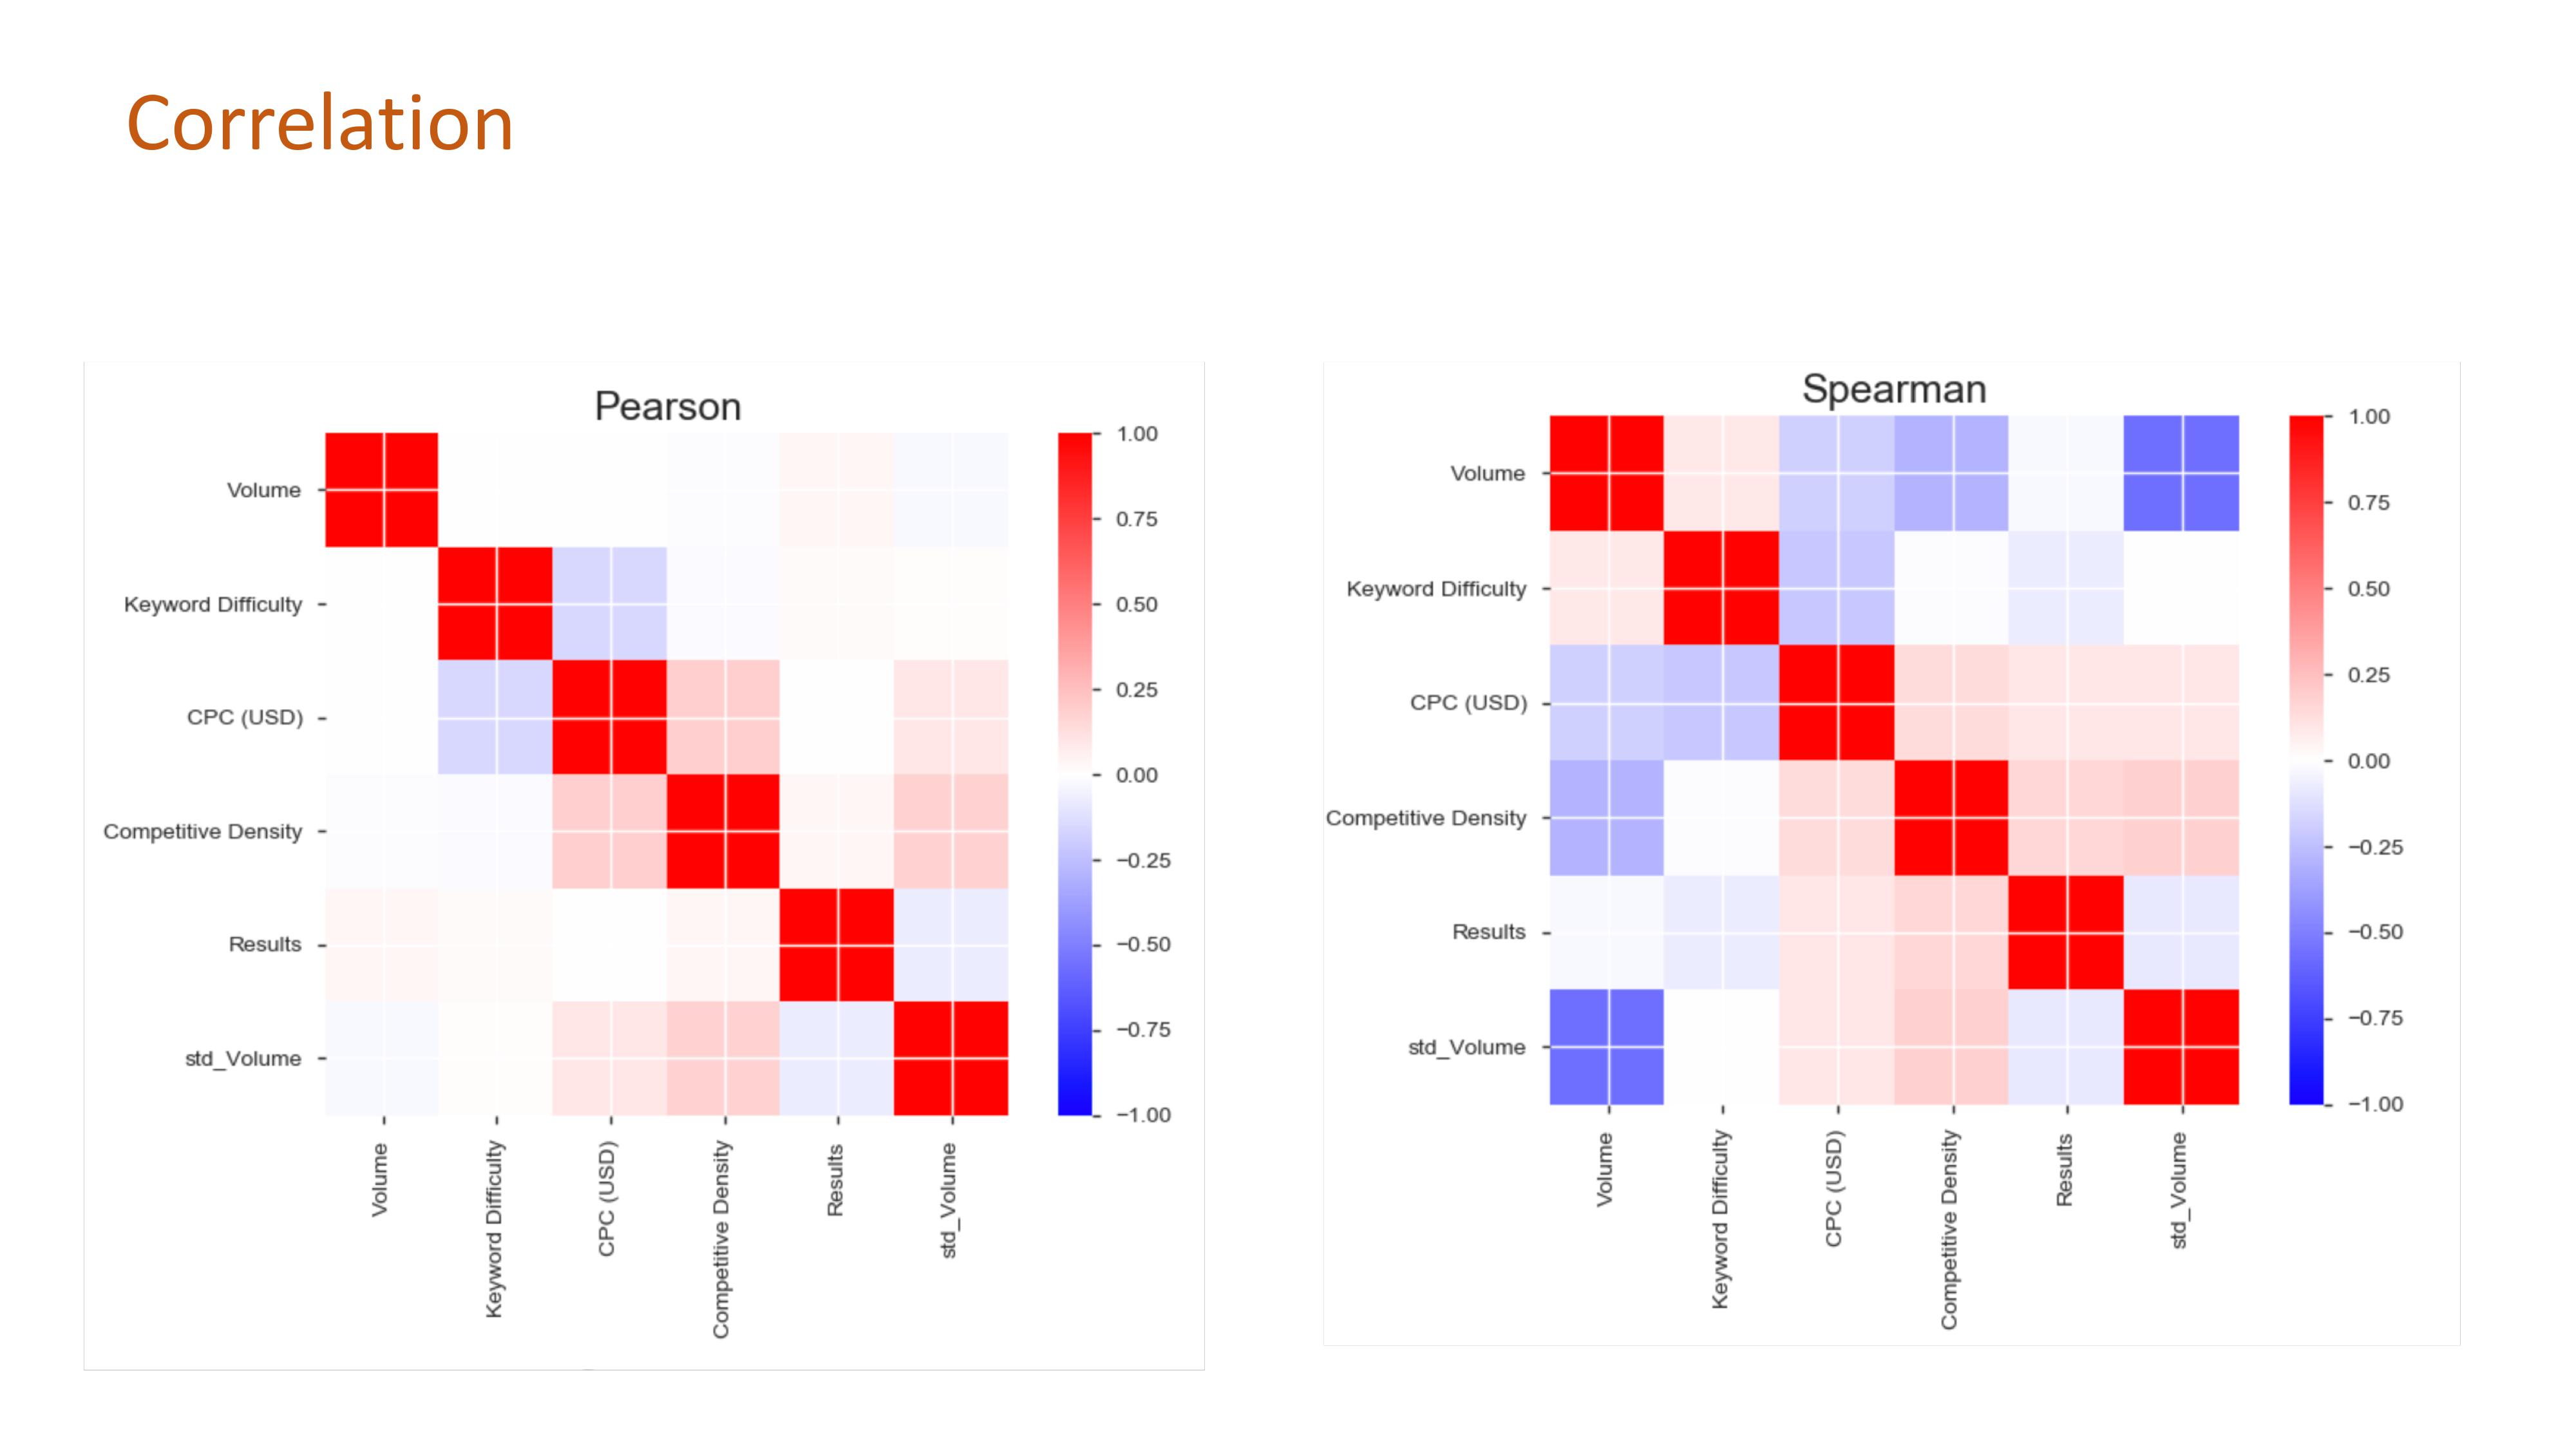 Correlation
Pearson
Volume
Keyword Difficulty
CPC (USD)
Competitive Density
Results
std_Volume
1.00
0.75
0.50
0.25
0.00
−0.25
−0.50
−0.75
−1.00
Volume
Keyword Difficulty
CPC (USD)
Competitive Density
Results
std_Volume
Spearman
Volume
Keyword Difficulty
CPC (USD)
Competitive Density
Results
std_Volume
1.00
0.75
0.50
0.25
0.00
−0.25
−0.50
−0.75
−1.00
Volume
Keyword Difficulty
CPC (USD)
Competitive Density
Results
std_Volume